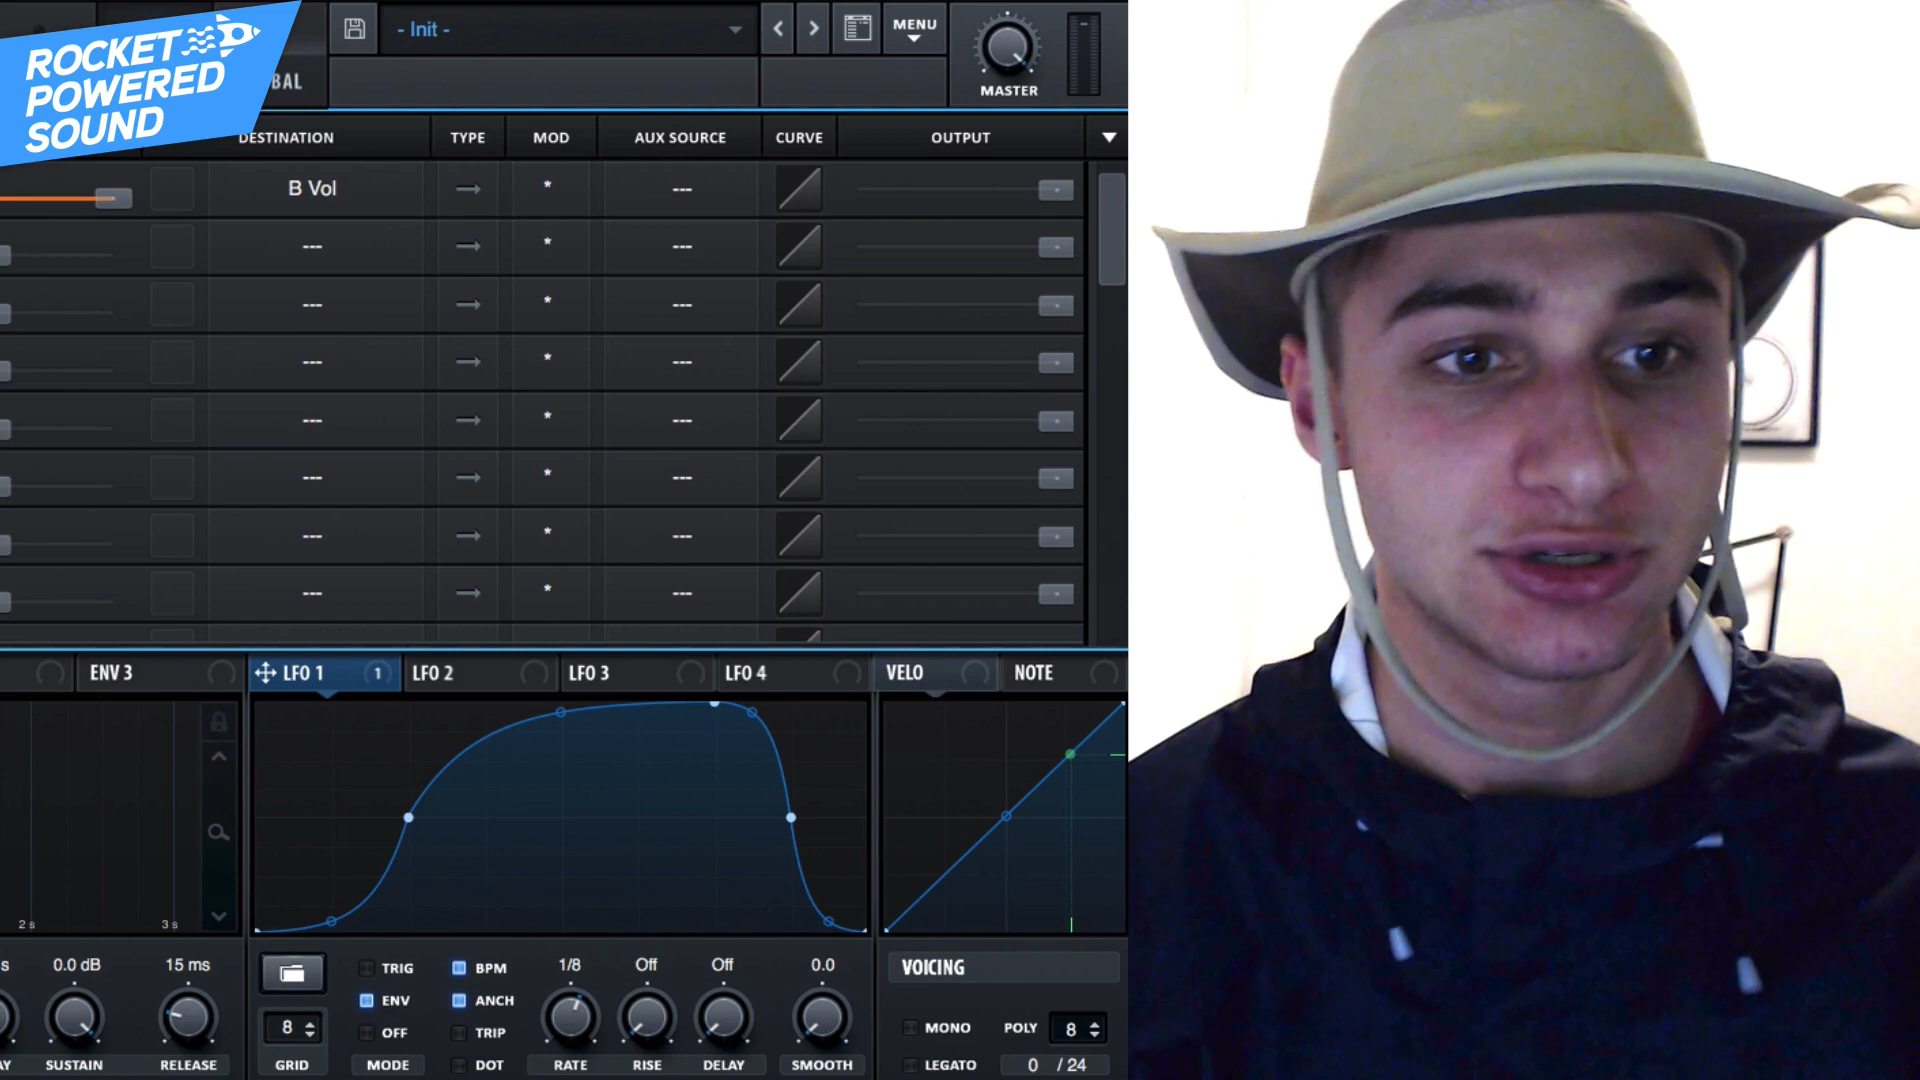 ROCKET
POWERED
SOUND
BAL
- Init -
MENU
MASTER
DESTINATION TYPE MOD AUX SOURCE CURVE OUTPUT
B Vol * ---
--- * ---
--- * ---
--- * ---
--- * ---
--- * ---
--- * ---
--- * ---
ENV 3 LFO 1 1 LFO 2 LFO 3 LFO 4 VELO NOTE
2 s 3 s
s 0.0 dB 15 ms
SUSTAIN RELEASE
8
GRID
TRIG BPM
ENV ANCH
OFF TRIP
MODE DOT
1/8 Off Off 0.0
RATE RISE DELAY SMOOTH
VOICING
MONO POLY 8
LEGATO 0 / 24